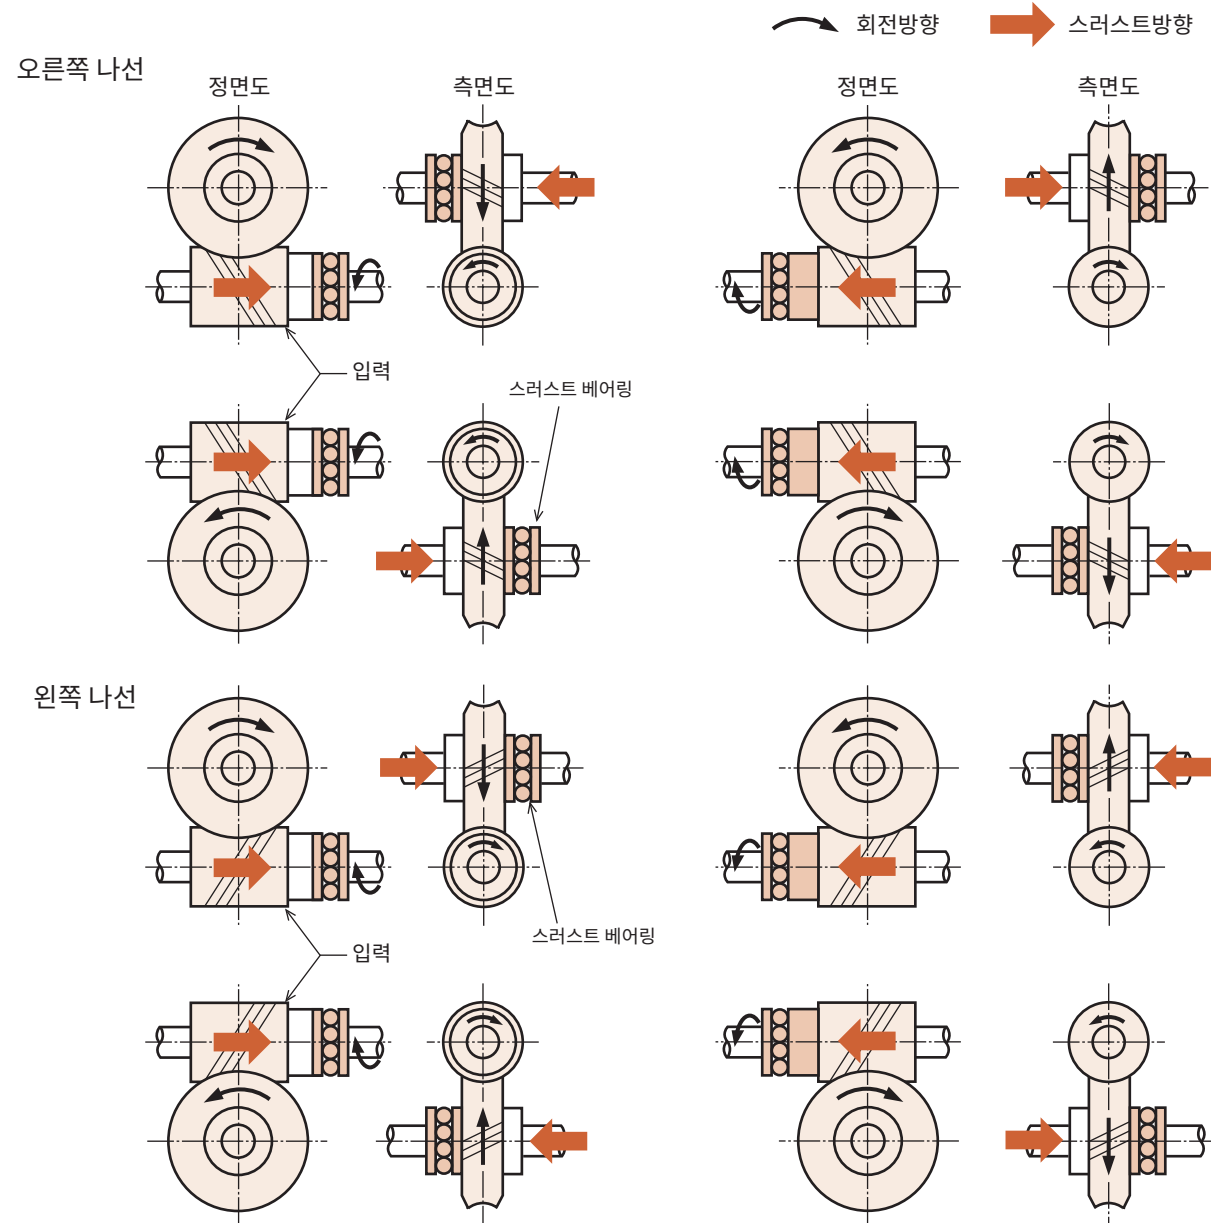 회전방향
스러스트방향
오른쪽 나선
정면도
측면도
정면도
측면도
입력
스러스트 베어링
왼쪽 나선
스러스트 베어링
입력